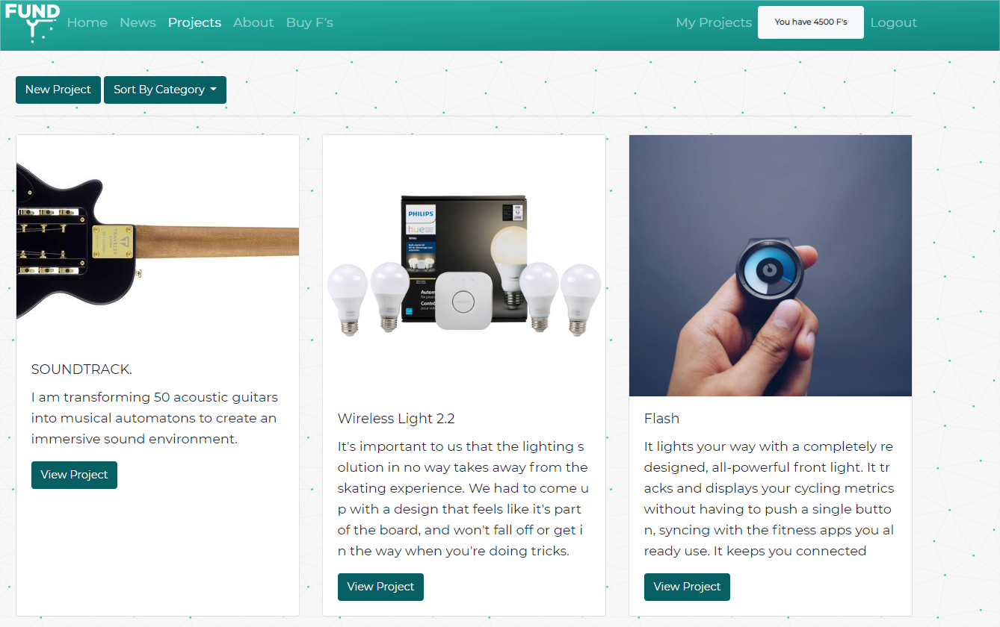 FUND
Home News Projects About Buy F's My Projects You have 4500 F's Logout
New Project Sort By Category
PHILIPS
hue
White
Autom
Contrô
SOUNDTRACK.
I am transforming 50 acoustic guitars
into musical automatons to create an
immersive sound environment.
View Project
Wireless Light 2.2
It's important to us that the lighting s
olution in no way takes away from the
skating experience. We had to come u
p with a design that feels like it's part
of the board, and won't fall off or get i
n the way when you're doing tricks.
View Project
Flash
It lights your way with a completely re
designed, all-powerful front light. It tr
acks and displays your cycling metrics
without having to push a single butto
n, syncing with the fitness apps you al
ready use. It keeps you connected
View Project